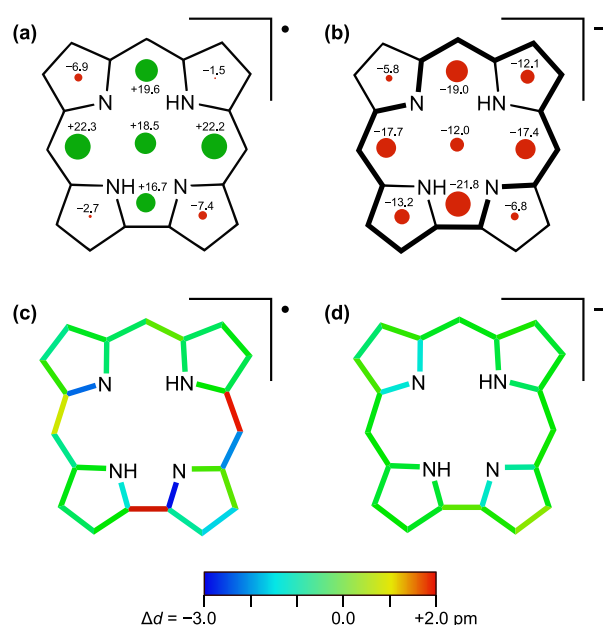 (a)
•
−6.9
+19.6
−1.5
N
HN
+22.3
+18.5
+22.2
NH
N
−2.7
+16.7
−7.4
(b)
−
−5.8
−19.0
−12.1
N
HN
−17.7
−12.0
−17.4
NH
−21.8
N
−13.2
−6.8
(c)
•
N
HN
NH
N
(d)
−
N
HN
NH
N
Δd = −3.0 0.0 +2.0 pm